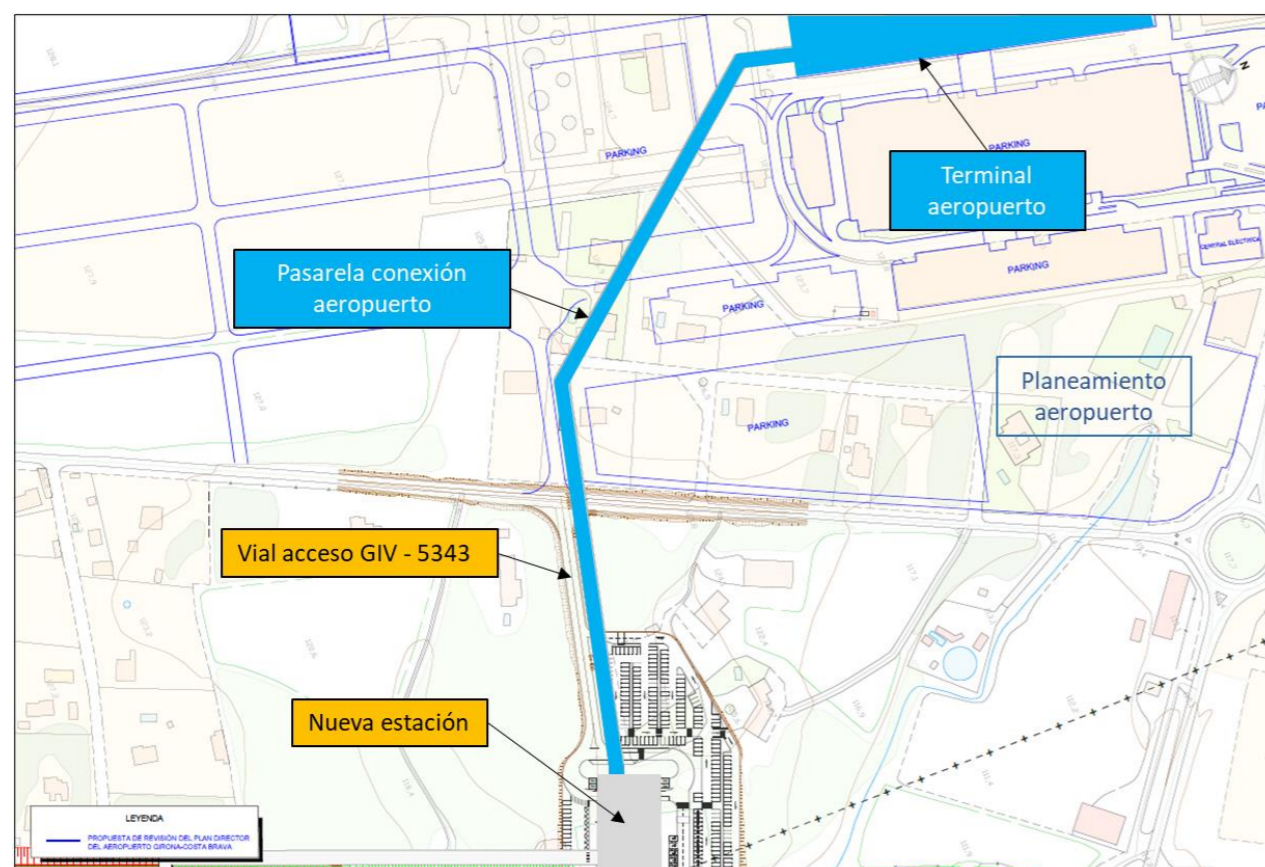 N
PARKING
PARKING
Terminal
aeropuerto
CENTRAL ELECTRICA
PARKING
Pasarela conexión
aeropuerto
PARKING
Planeamiento
aeropuerto
PARKING
Vial acceso GIV - 5343
Nueva estación
LEYENDA
PROPUESTA DE REVISIÓN DEL PLAN DIRECTOR
DEL AEROPUERTO GIRONA-COSTA BRAVA